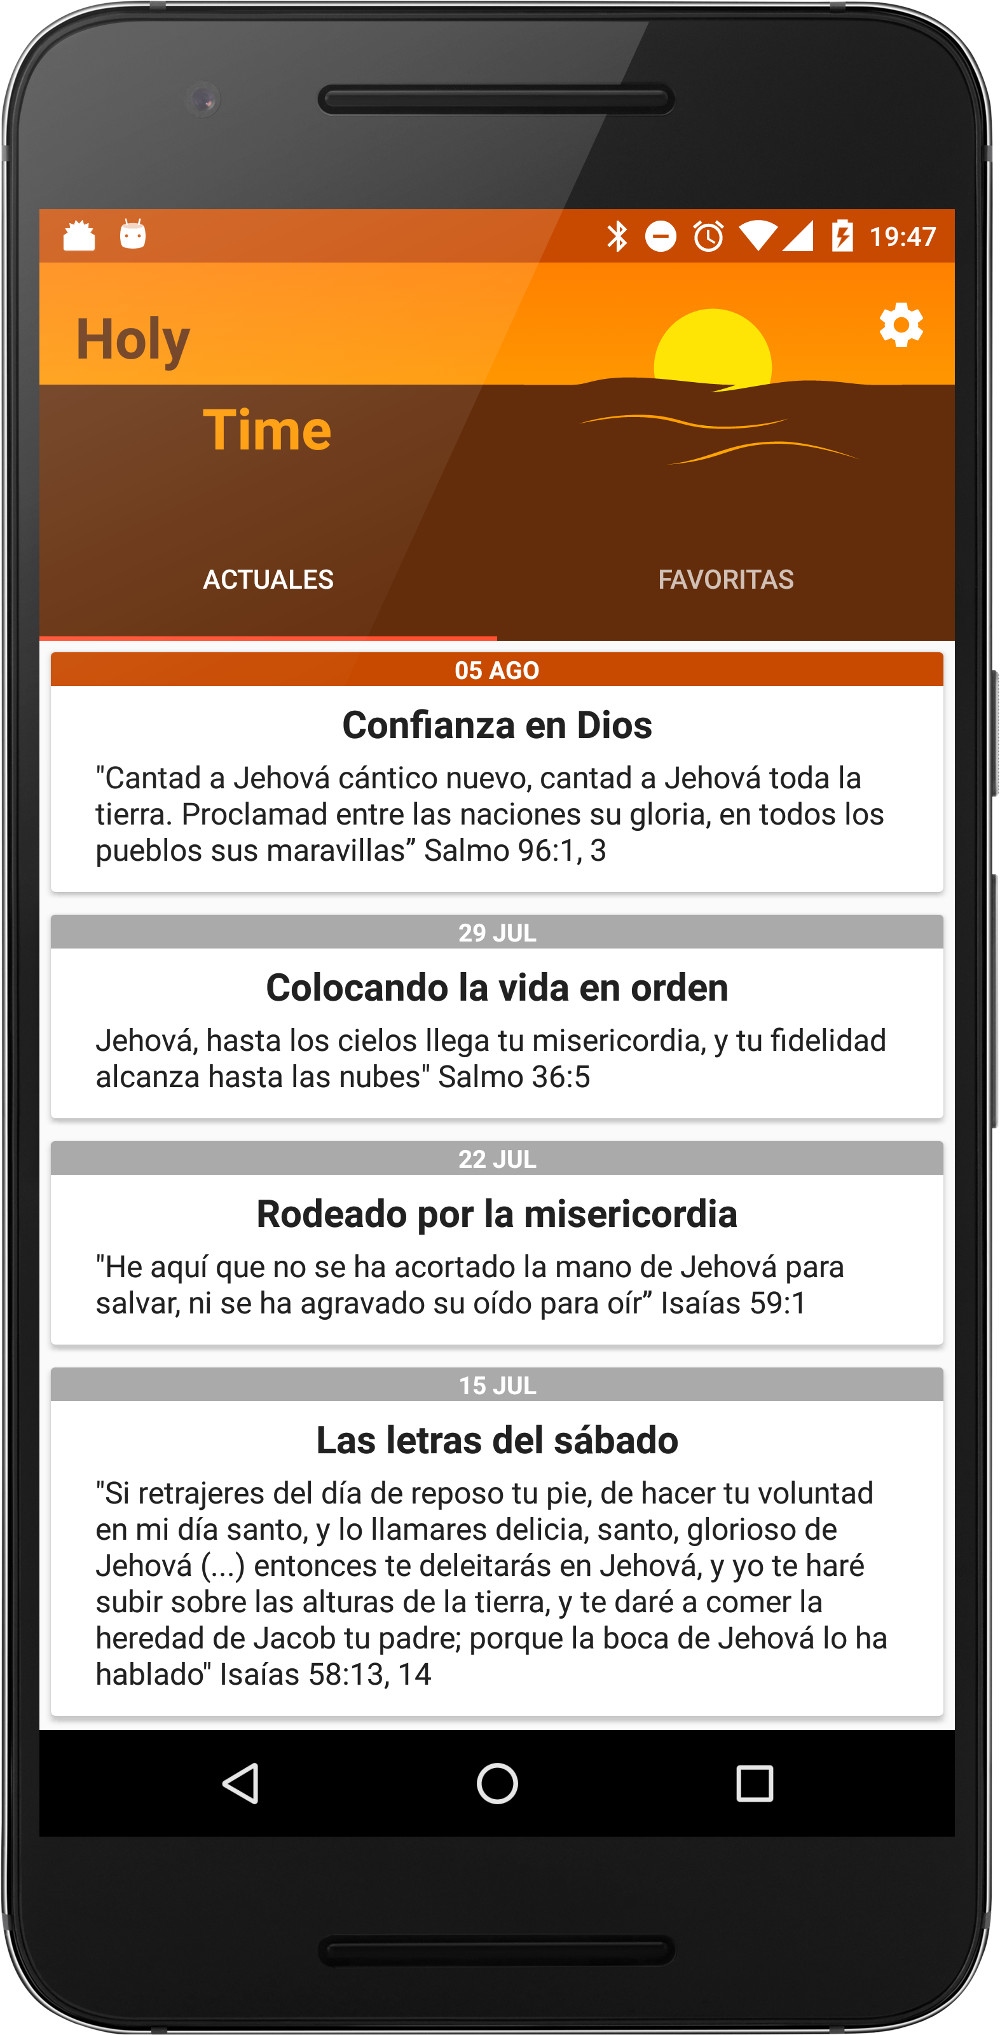 19:47
Holy
Time
ACTUALES
FAVORITAS
05 AGO
Confianza en Dios
"Cantad a Jehová cántico nuevo, cantad a Jehová toda la
tierra. Proclamad entre las naciones su gloria, en todos los
pueblos sus maravillas” Salmo 96:1, 3
29 JUL
Colocando la vida en orden
Jehová, hasta los cielos llega tu misericordia, y tu fidelidad
alcanza hasta las nubes" Salmo 36:5
22 JUL
Rodeado por la misericordia
"He aquí que no se ha acortado la mano de Jehová para
salvar, ni se ha agravado su oído para oír” Isaías 59:1
15 JUL
Las letras del sábado
"Si retrajeres del día de reposo tu pie, de hacer tu voluntad
en mi día santo, y lo llamares delicia, santo, glorioso de
Jehová (...) entonces te deleitarás en Jehová, y yo te haré
subir sobre las alturas de la tierra, y te daré a comer la
heredad de Jacob tu padre; porque la boca de Jehová lo ha
hablado" Isaías 58:13, 14